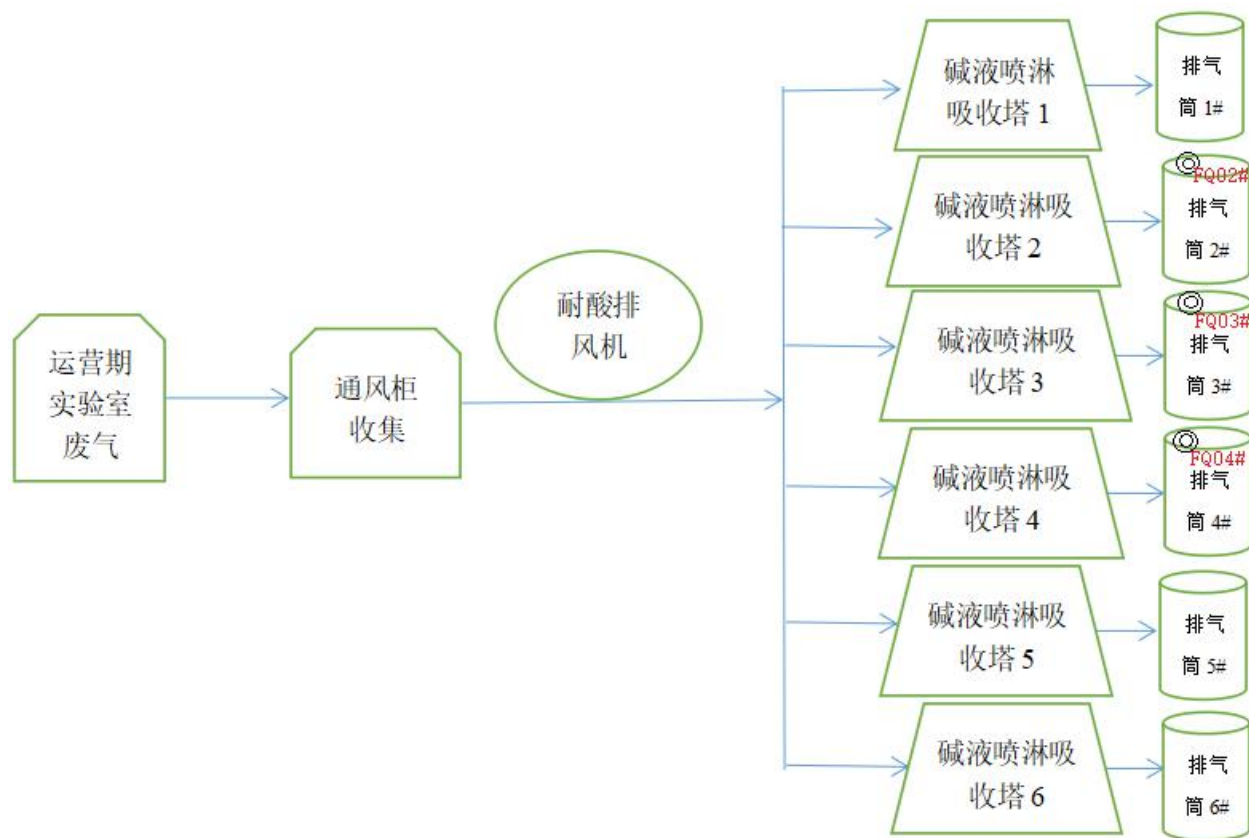 运营期
实验室
废气
通风柜
收集
耐酸排
风机
碱液喷淋
吸收塔 1
排气
筒 1#
碱液喷淋吸
收塔 2
FQ02#
排气
筒 2#
碱液喷淋吸
收塔 3
FQ03#
排气
筒 3#
碱液喷淋吸
收塔 4
FQ04#
排气
筒 4#
碱液喷淋吸
收塔 5
排气
筒 5#
碱液喷淋吸
收塔 6
排气
筒 6#